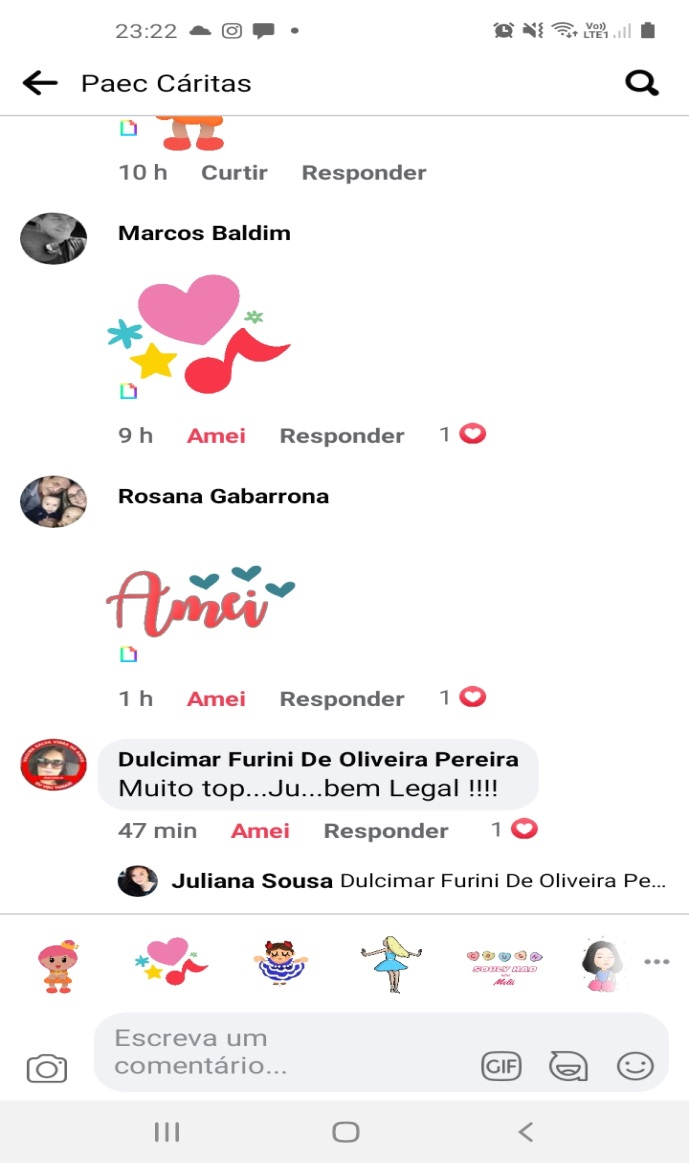 23:22
Voo) LTE1
Paec Cáritas
10 h Curtir Responder
Marcos Baldim
9 h Amei Responder 1
Rosana Gabarrona
Amei
1 h Amei Responder 1
Dulcimar Furini De Oliveira Pereira
Muito top...Ju...bem Legal !!!!
47 min Amei Responder 1
Juliana Sousa Dulcimar Furini De Oliveira Pe...
Escreva um
comentário...
GIF